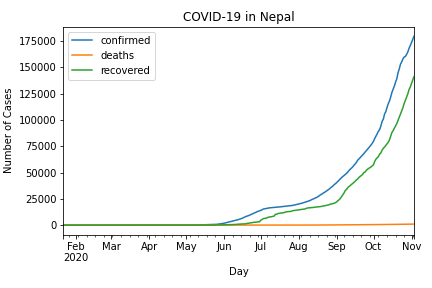 COVID-19 in Nepal
confirmed
deaths
recovered
Number of Cases
175000
150000
125000
100000
75000
50000
25000
0
Feb Mar Apr May Jun Jul Aug Sep Oct Nov
2020
Day